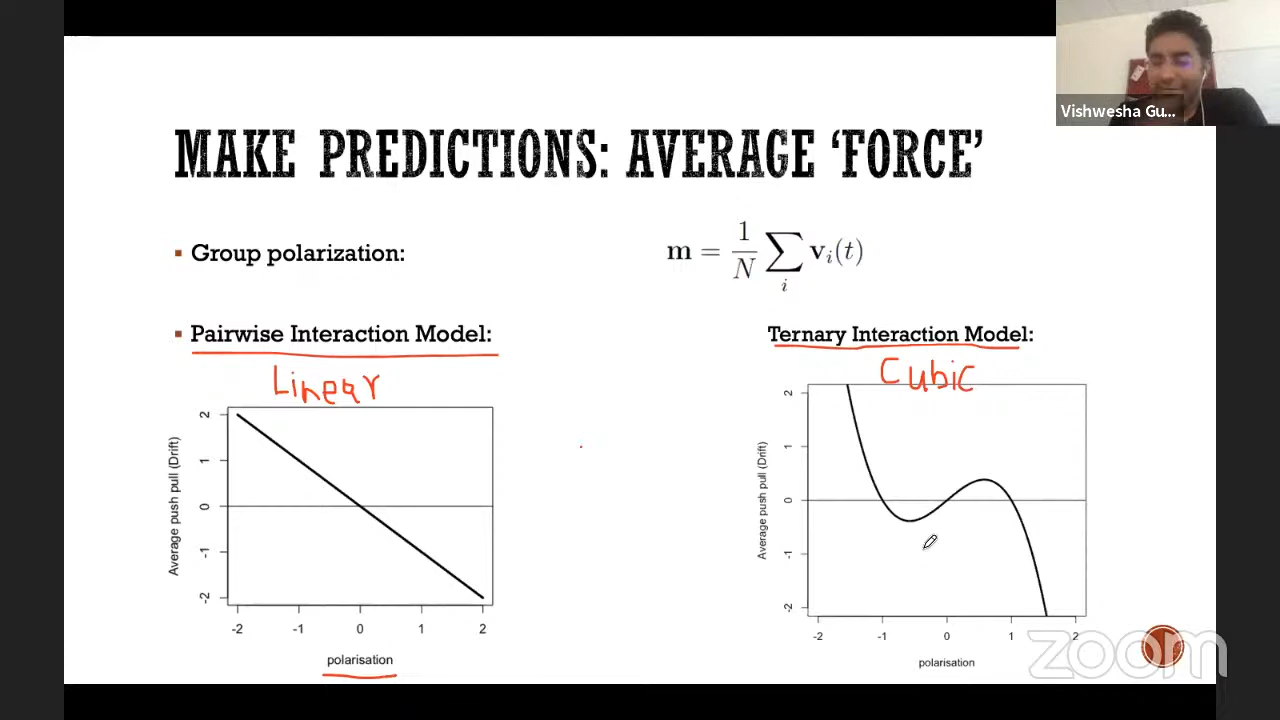 Vishwesha Gu...
MAKE PREDICTIONS: AVERAGE ‘FORCE’
▪ Group polarization:
m = 1/N ∑i vi(t)
▪ Pairwise Interaction Model:
Linear
Average push pull (Drift)
2
1
0
-1
-2
-2 -1 0 1 2
polarisation
Ternary Interaction Model:
Cubic
Average push pull (Drift)
2
1
0
-1
-2
-2 -1 0 1 2
polarisation
zoom